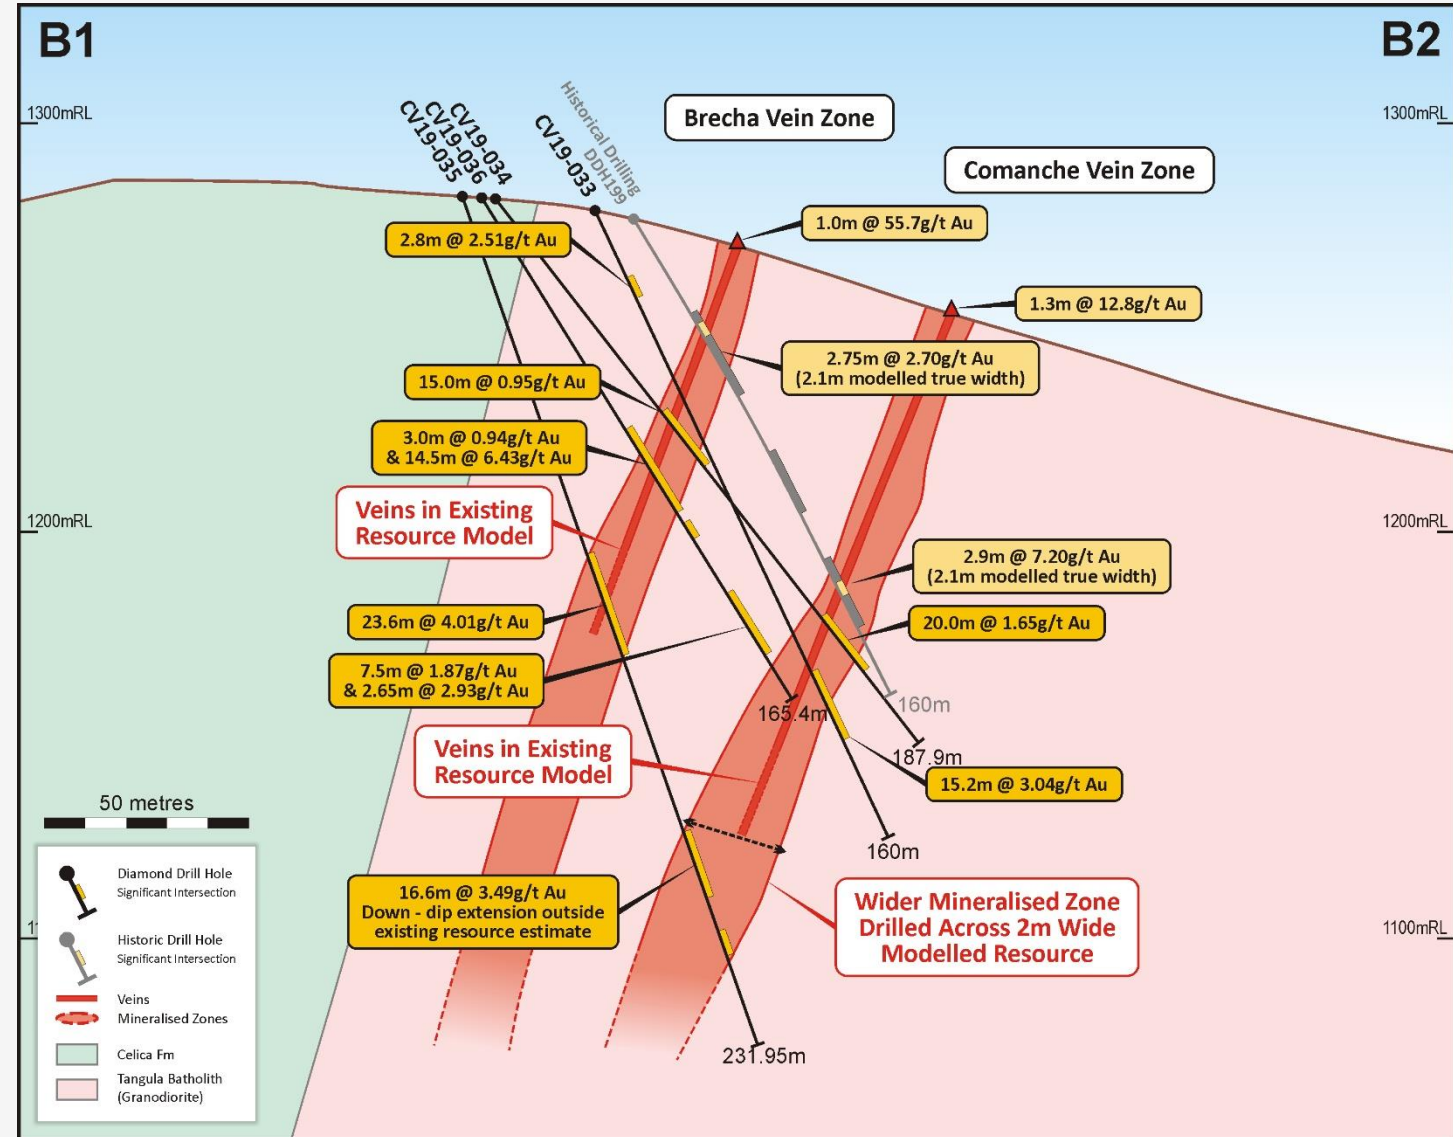 B1
B2
1300mRL
1300mRL
CV19-035
CV19-036
CV19-034
CV19-033
Historical Drilling
DDH199
Brecha Vein Zone
Comanche Vein Zone
1.0m @ 55.7g/t Au
2.8m @ 2.51g/t Au
1.3m @ 12.8g/t Au
2.75m @ 2.70g/t Au
(2.1m modelled true width)
15.0m @ 0.95g/t Au
3.0m @ 0.94g/t Au
& 14.5m @ 6.43g/t Au
Veins in Existing
Resource Model
1200mRL
1200mRL
2.9m @ 7.20g/t Au
(2.1m modelled true width)
23.6m @ 4.01g/t Au
20.0m @ 1.65g/t Au
7.5m @ 1.87g/t Au
& 2.65m @ 2.93g/t Au
165.4m
160m
187.9m
Veins in Existing
Resource Model
15.2m @ 3.04g/t Au
50 metres
160m
16.6m @ 3.49g/t Au
Down - dip extension outside
existing resource estimate
Wider Mineralised Zone
Drilled Across 2m Wide
Modelled Resource
1100mRL
231.95m
Diamond Drill Hole
Significant Intersection
Historic Drill Hole
Significant Intersection
Veins
Mineralised Zones
Celica Fm
Tangula Batholith
(Granodiorite)